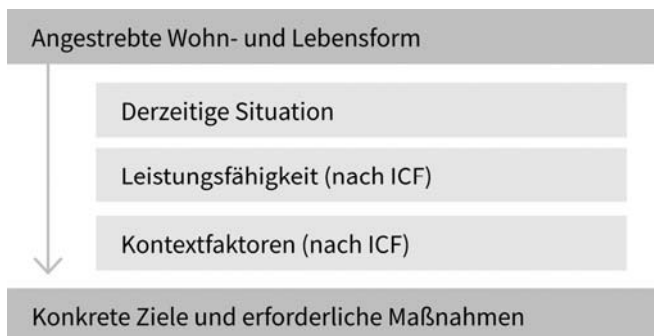 Angestrebte Wohn- und Lebensform
Derzeitige Situation
Leistungsfähigkeit (nach ICF)
Kontextfaktoren (nach ICF)
Konkrete Ziele und erforderliche Maßnahmen